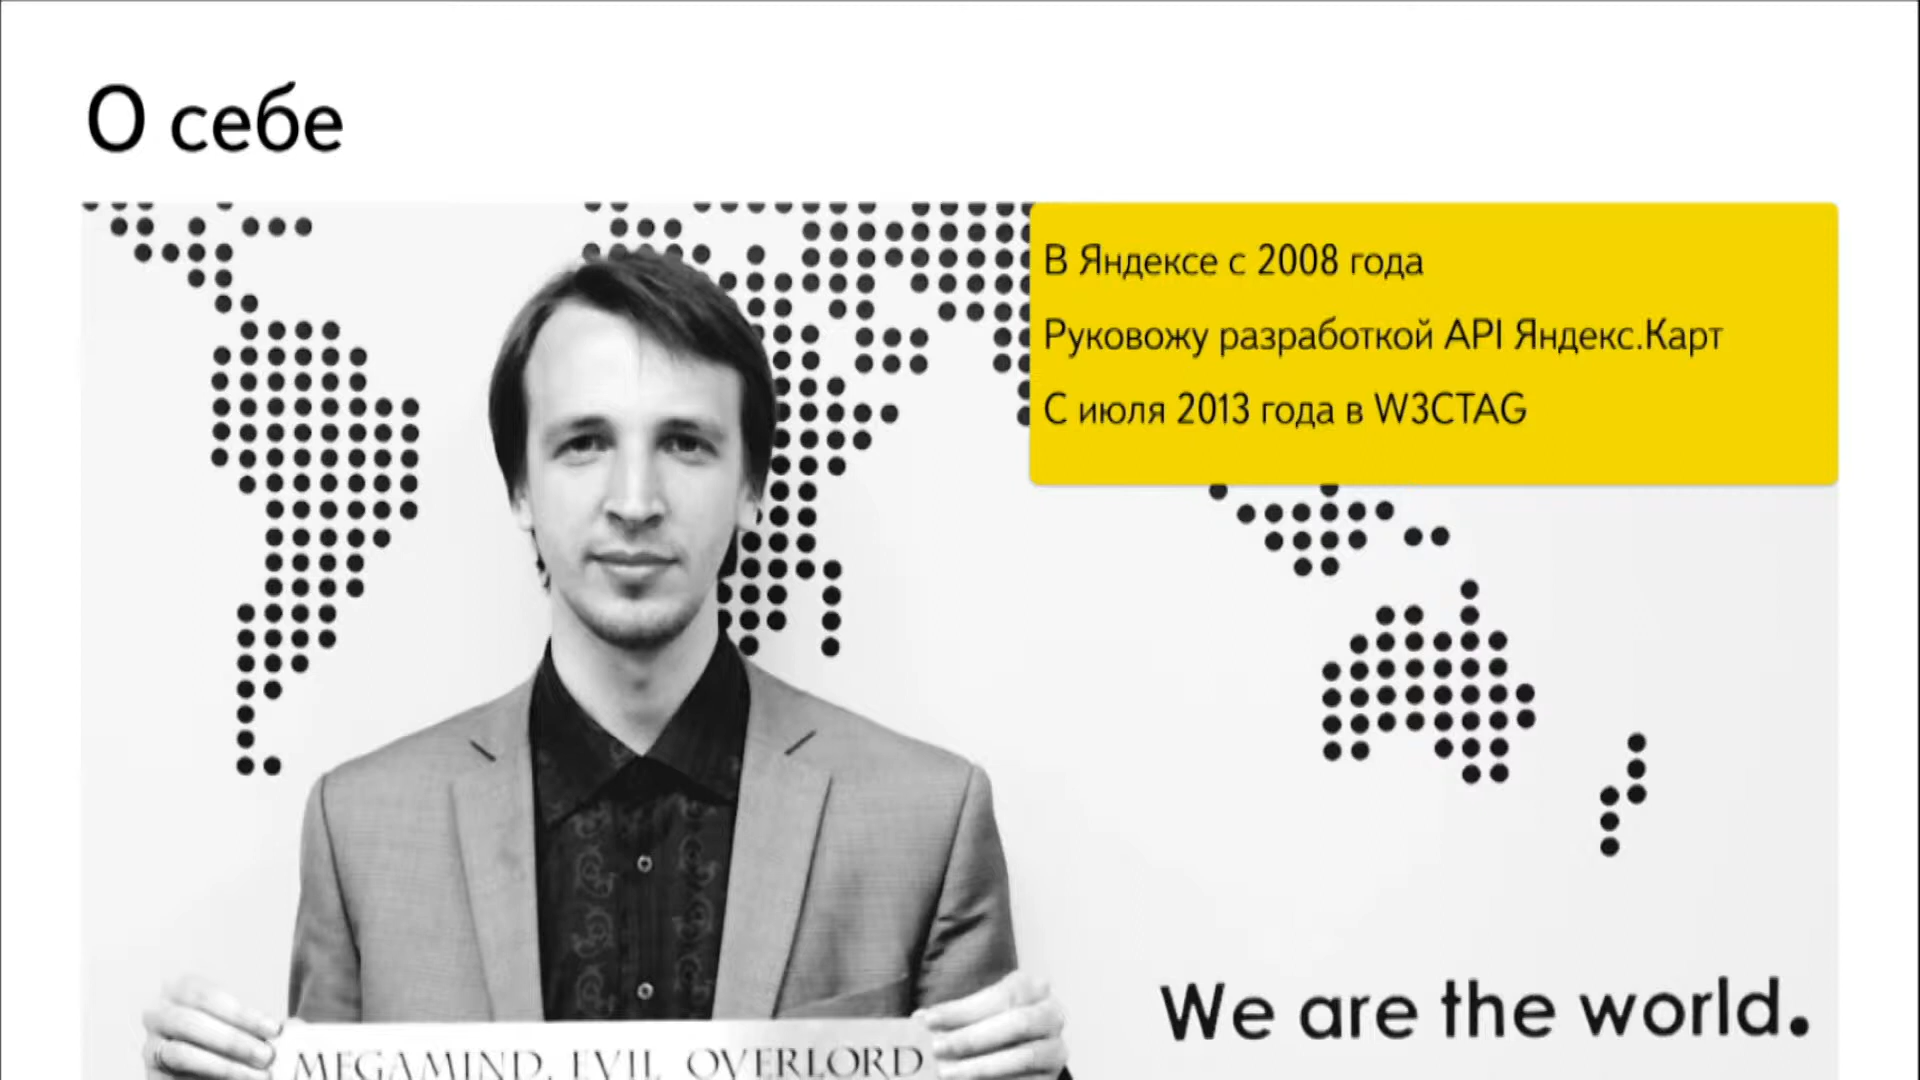 О себе
В Яндексе с 2008 года
Руковожу разработкой API Яндекс.Карт
С июля 2013 года в W3CTAG
We are the world.
MEGAMIND, EVIL OVERLORD